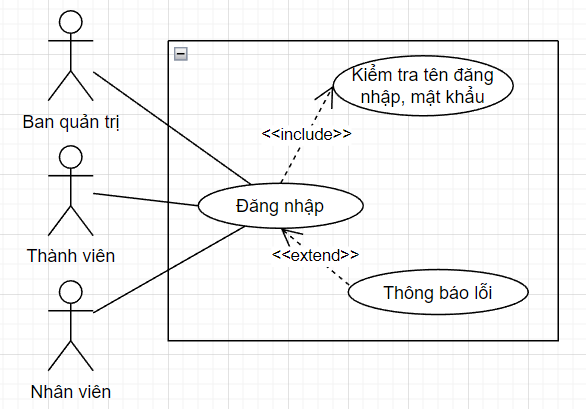 Kiểm tra tên đăng
nhập, mật khẩu
Ban quản trị
<<include>>
Đăng nhập
Thành viên
<<extend>>
Thông báo lỗi
Nhân viên